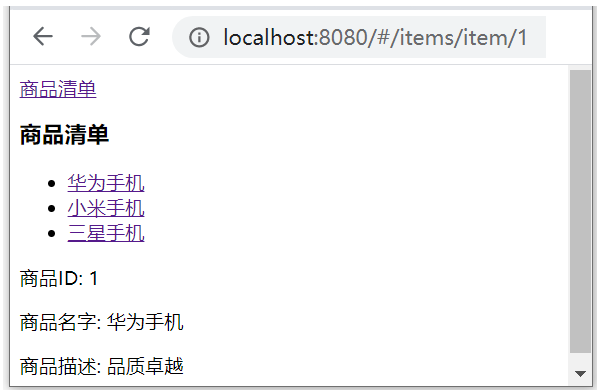 localhost:8080/#/items/item/1
商品清单
商品清单
华为手机
小米手机
三星手机
商品ID: 1
商品名字: 华为手机
商品描述: 品质卓越